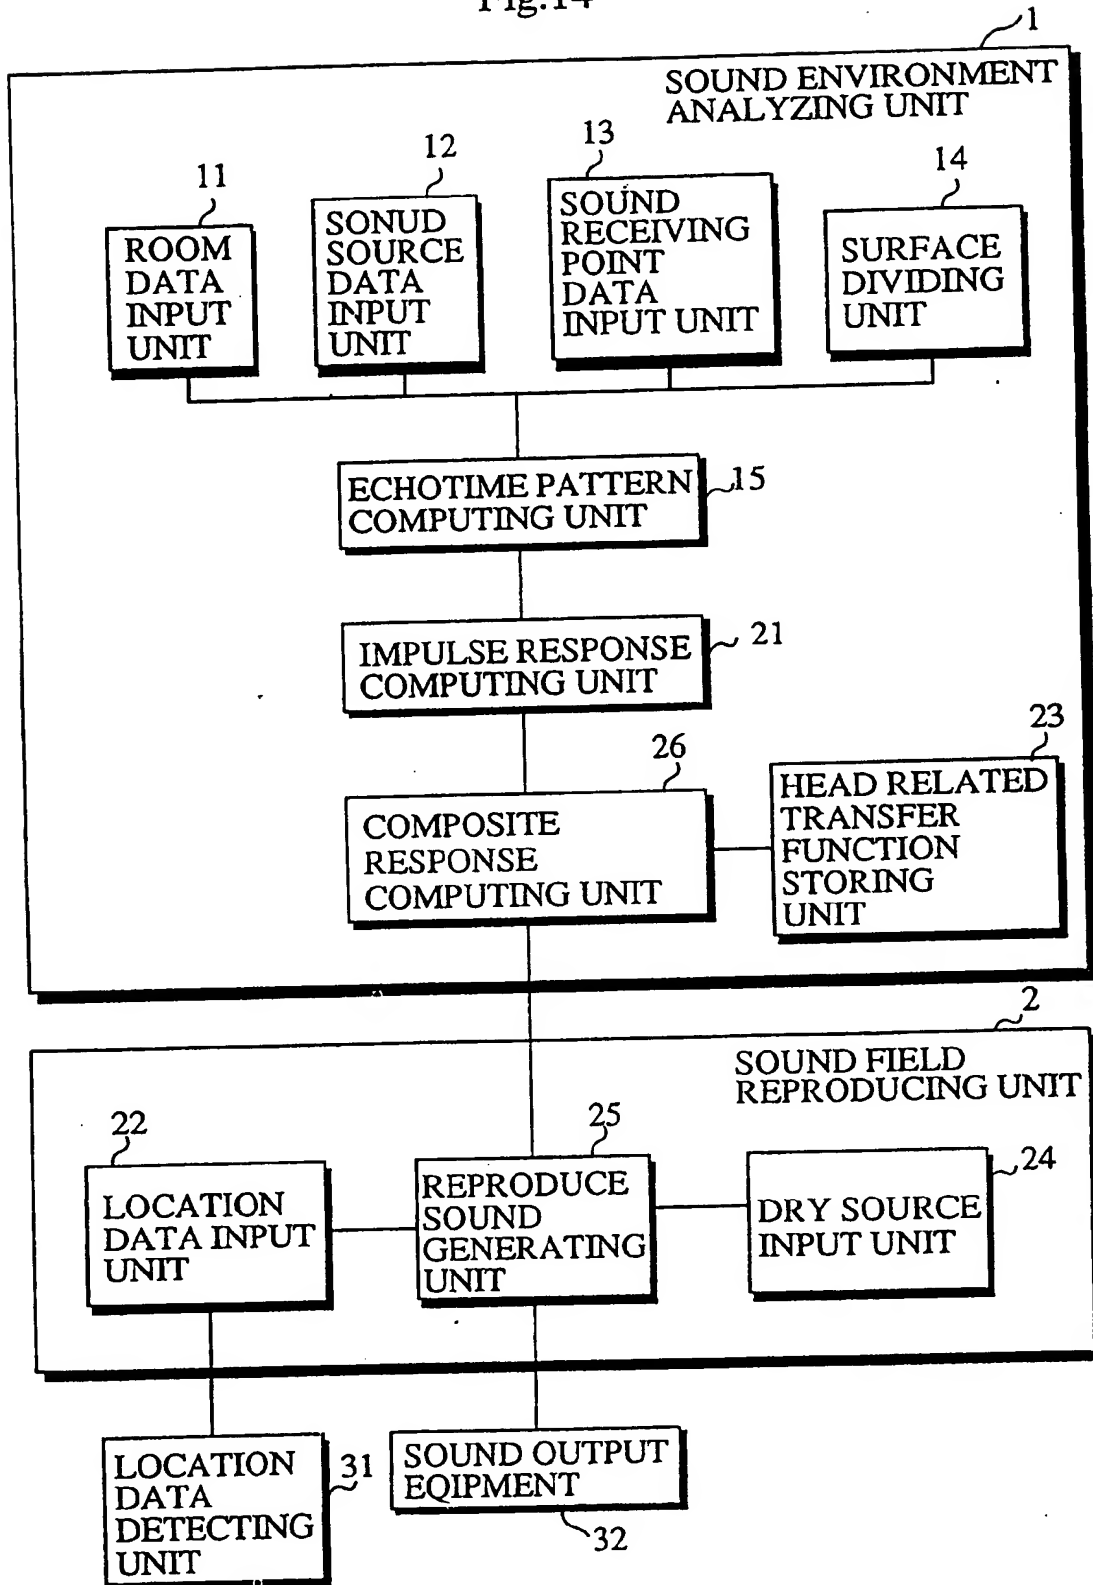 Fig.14
1
SOUND ENVIRONMENT
ANALYZING UNIT
11
12
13
14
ROOM
DATA
INPUT
UNIT
SONUD
SOURCE
DATA
INPUT
UNIT
SOUND
RECEIVING
POINT
DATA
INPUT UNIT
SURFACE
DIVIDING
UNIT
ECHOTIME PATTERN
COMPUTING UNIT
15
IMPULSE RESPONSE
COMPUTING UNIT
21
26
COMPOSITE
RESPONSE
COMPUTING UNIT
23
HEAD RELATED
TRANSFER
FUNCTION
STORING
UNIT
2
SOUND FIELD
REPRODUCING UNIT
22
LOCATION
DATA INPUT
UNIT
25
REPRODUCE
SOUND
GENERATING
UNIT
24
DRY SOURCE
INPUT UNIT
LOCATION
DATA
DETECTING
UNIT
31
SOUND OUTPUT
EQIPMENT
32